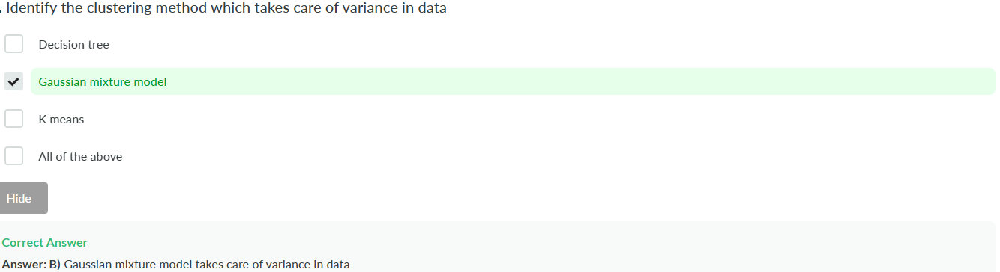 . Identify the clustering method which takes care of variance in data
Decision tree
Gaussian mixture model
K means
All of the above
Hide
Correct Answer
Answer: B) Gaussian mixture model takes care of variance in data